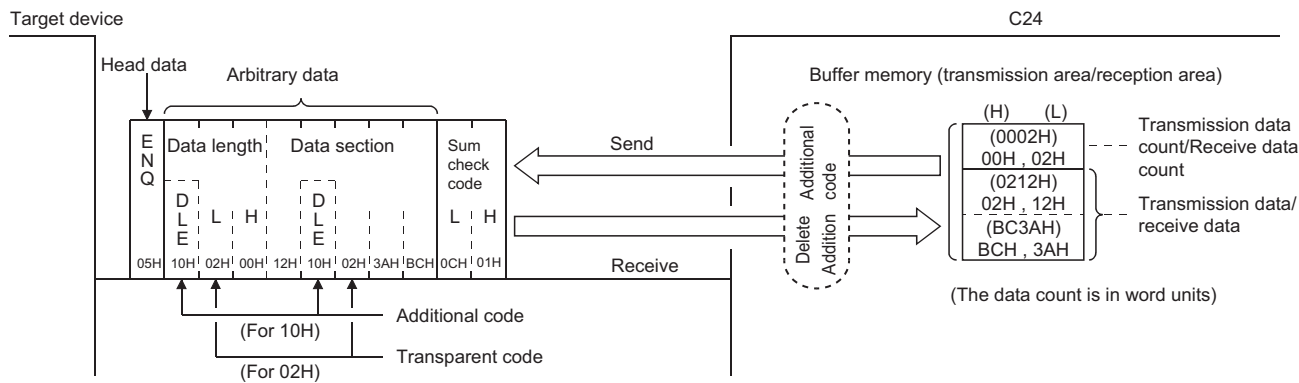 Target device
C24
Head data
Arbitrary data
Buffer memory (transmission area/reception area)
(H) (L)
ENQ
Data length
Data section
Sum
check
code
Send
Additional
code
Delete
Addition
(0002H)
00H , 02H
(0212H)
02H , 12H
(BC3AH)
BCH , 3AH
Transmission data
count/Receive data
count
Transmission data/
receive data
DLE
L H
DLE
L H
05H 10H 02H 00H 12H 10H 02H 3AH BCH 0CH 01H
Receive
(The data count is in word units)
Additional code
(For 10H)
Transparent code
(For 02H)